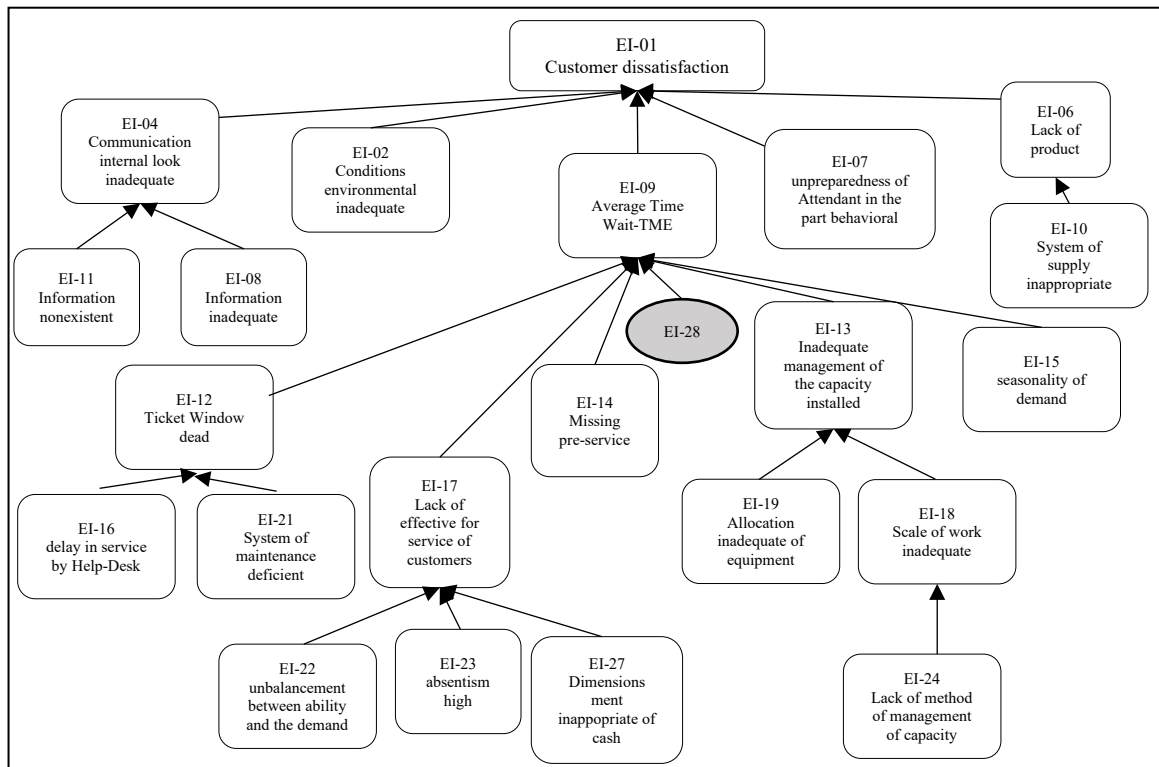 EI-01
Customer dissatisfaction
EI-04
Communication
internal look
inadequate
EI-02
Conditions
environmental
inadequate
EI-09
Average Time
Wait-TME
EI-07
unpreparedness of
Attendant in the
part behavioral
EI-06
Lack of
product
EI-11
Information
nonexistent
EI-08
Information
inadequate
EI-10
System of
supply
inappropriate
EI-28
EI-13
Inadequate
management of
the capacity
installed
EI-15
seasonality of
demand
EI-12
Ticket Window
dead
EI-14
Missing
pre-service
EI-16
delay in service
by Help-Desk
EI-21
System of
maintenance
deficient
EI-17
Lack of
effective for
service of
customers
EI-19
Allocation
inadequate of
equipment
EI-18
Scale of work
inadequate
EI-22
unbalancement
between ability
and the demand
EI-23
absentism
high
EI-27
Dimensions
ment
inappopriate of
cash
EI-24
Lack of method
of management
of capacity